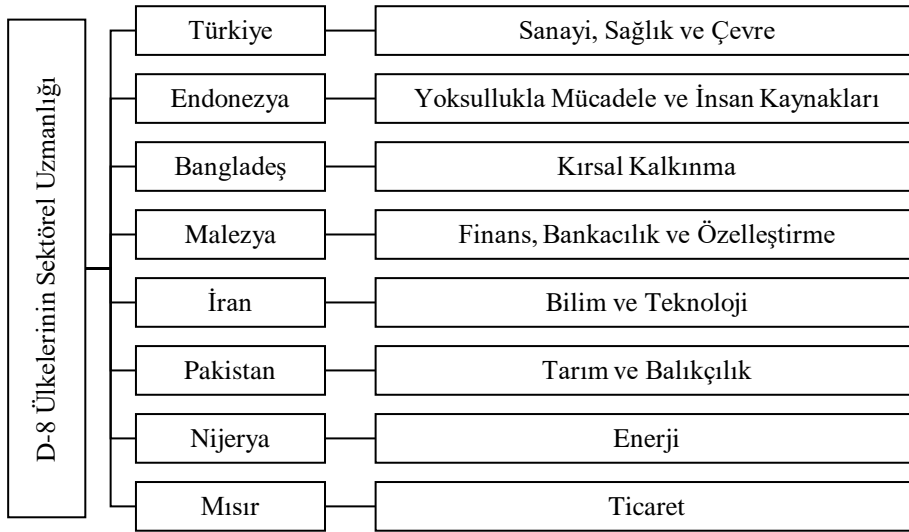 D-8 Ülkelerinin Sektörel Uzmanlığı
Türkiye
Sanayi, Sağlık ve Çevre
Endonezya
Yoksullukla Mücadele ve İnsan Kaynakları
Bangladeş
Kırsal Kalkınma
Malezya
Finans, Bankacılık ve Özelleştirme
İran
Bilim ve Teknoloji
Pakistan
Tarım ve Balıkçılık
Nijerya
Enerji
Mısır
Ticaret